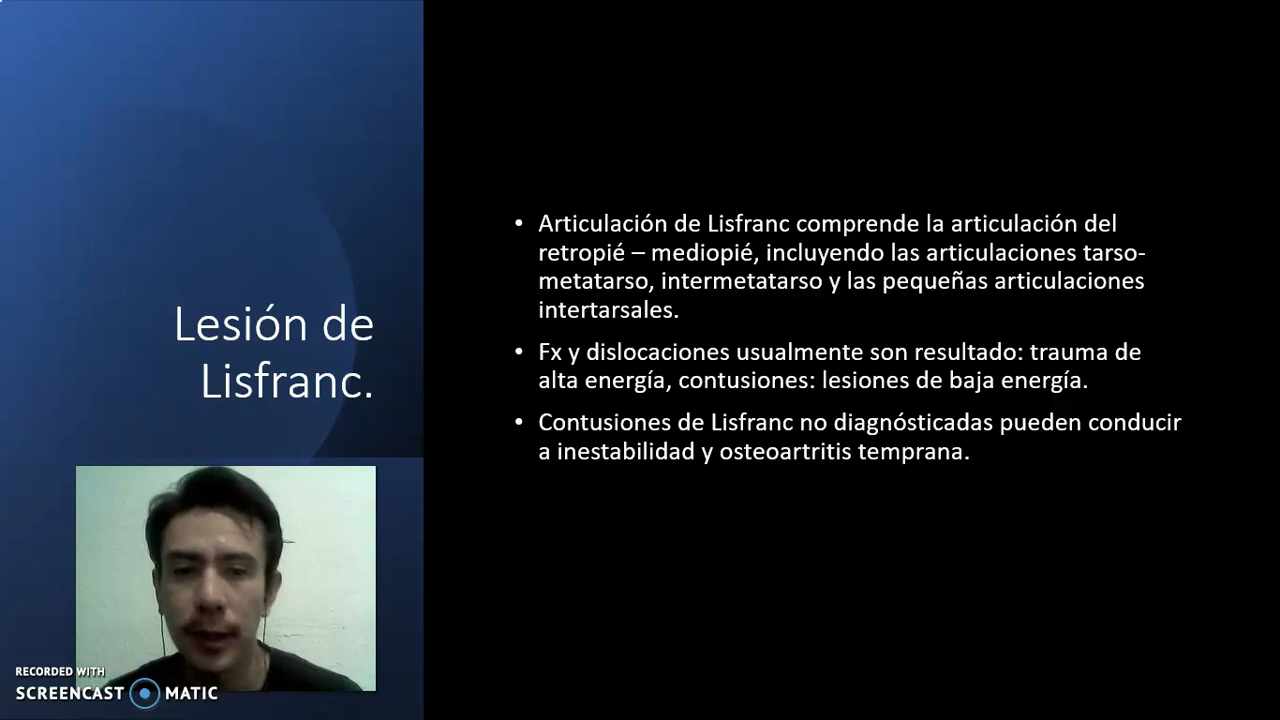 Lesión de
Lisfranc.
• Articulación de Lisfranc comprende la articulación del
retropié – mediopié, incluyendo las articulaciones tarso-
metatarso, intermetatarso y las pequeñas articulaciones
intertarsales.
• Fx y dislocaciones usualmente son resultado: trauma de
alta energía, contusiones: lesiones de baja energía.
• Contusiones de Lisfranc no diagnósticadas pueden conducir
a inestabilidad y osteoartritis temprana.
RECORDED WITH
SCREENCAST MATIC